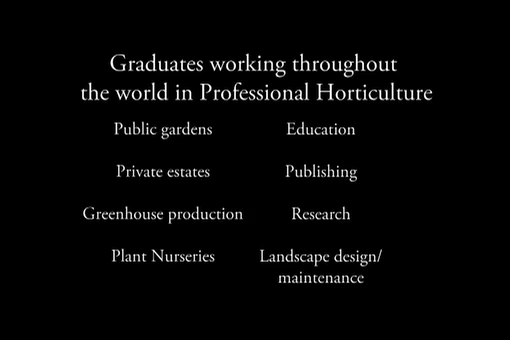 Graduates working throughout
the world in Professional Horticulture
Public gardens
Education
Private estates
Publishing
Greenhouse production
Research
Plant Nurseries
Landscape design/
maintenance